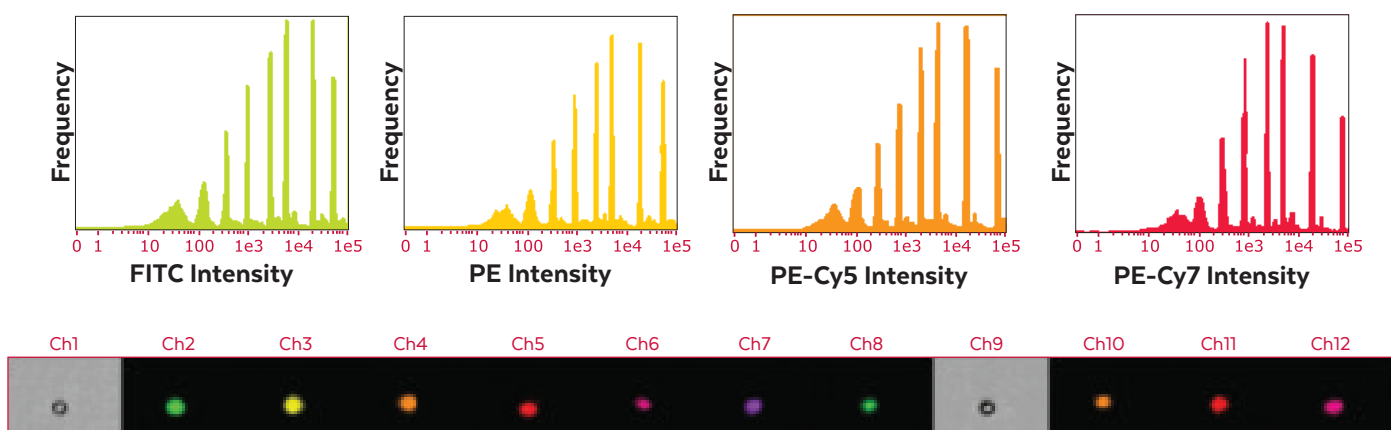 Frequency
0 1 10 100 1e3 1e4 1e5
FITC Intensity
Frequency
0 1 10 100 1e3 1e4 1e5
PE Intensity
Frequency
0 1 10 100 1e3 1e4 1e5
PE-Cy5 Intensity
Frequency
0 1 10 100 1e3 1e4 1e5
PE-Cy7 Intensity
Ch1 Ch2 Ch3 Ch4 Ch5 Ch6 Ch7 Ch8 Ch9 Ch10 Ch11 Ch12